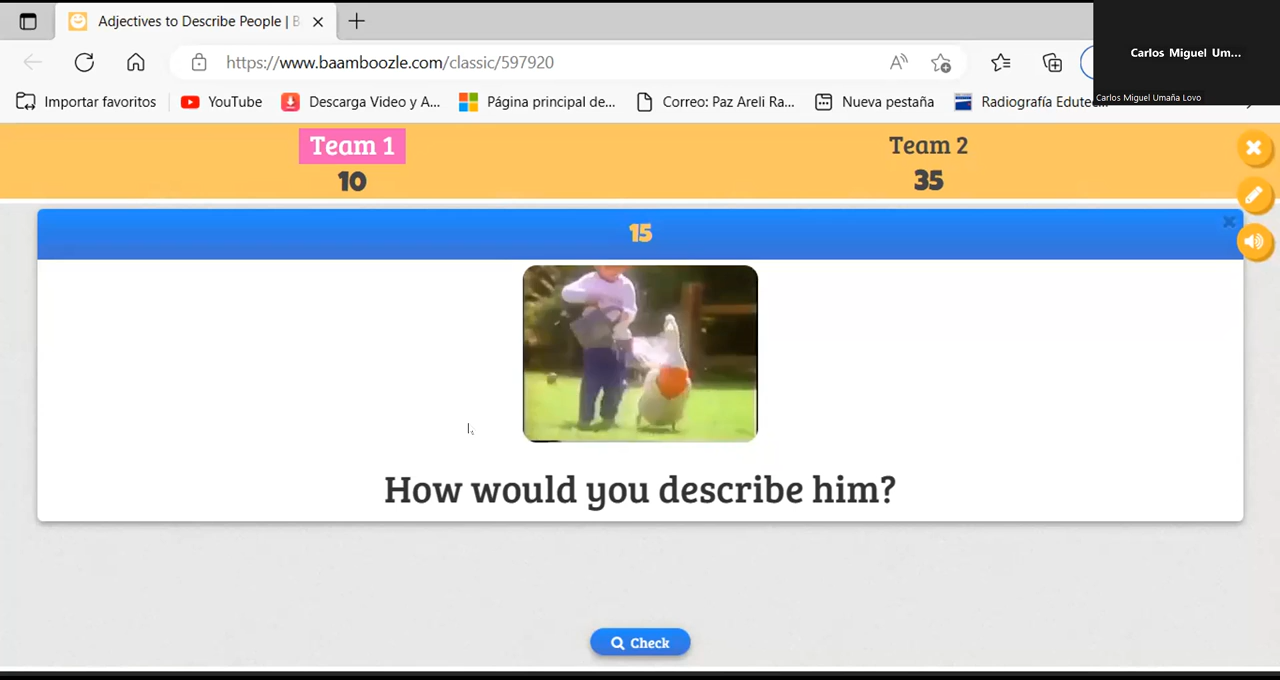 Adjectives to Describe People | B
https://www.baamboozle.com/classic/597920
Carlos Miguel Um...
Carlos Miguel Umaña Lovo
Importar favoritos
YouTube
Descarga Video y A...
Página principal de...
Correo: Paz Areli Ra...
Nueva pestaña
Radiografía Edutec
Team 1
10
Team 2
35
15
How would you describe him?
Check